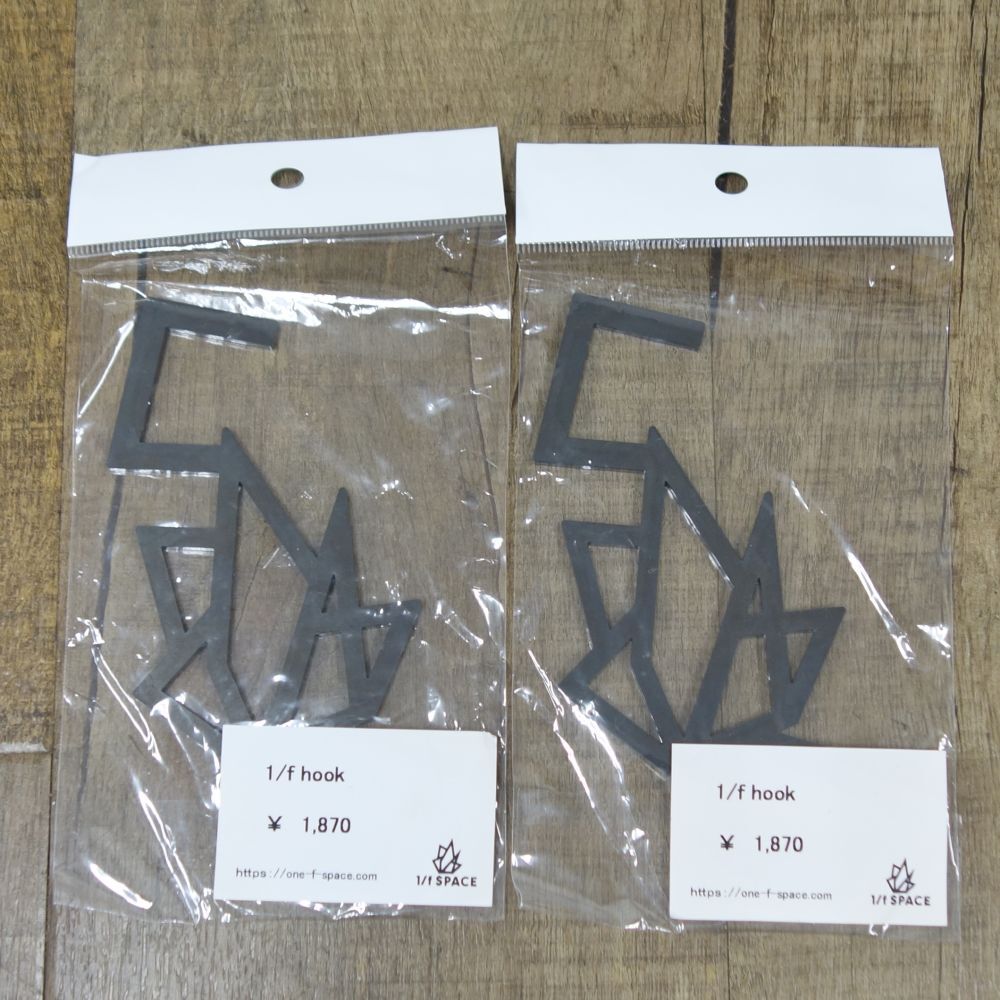 1/f hook
¥ 1,870
https://one-f-space.com
1/f SPACE
1/f hook
¥ 1,870
https://one-f-space.com
1/f SPACE